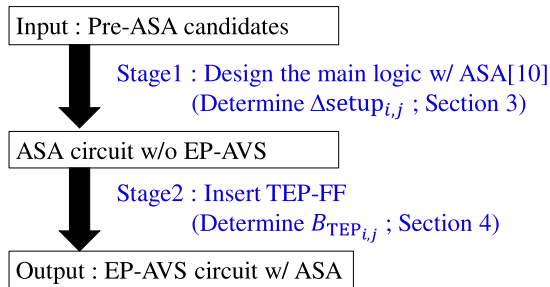 Input : Pre-ASA candidates
Stage1 : Design the main logic w/ ASA[10]
(Determine Δsetup_{i,j} ; Section 3)
ASA circuit w/o EP-AVS
Stage2 : Insert TEP-FF
(Determine B_{TEP_{i,j}} ; Section 4)
Output : EP-AVS circuit w/ ASA